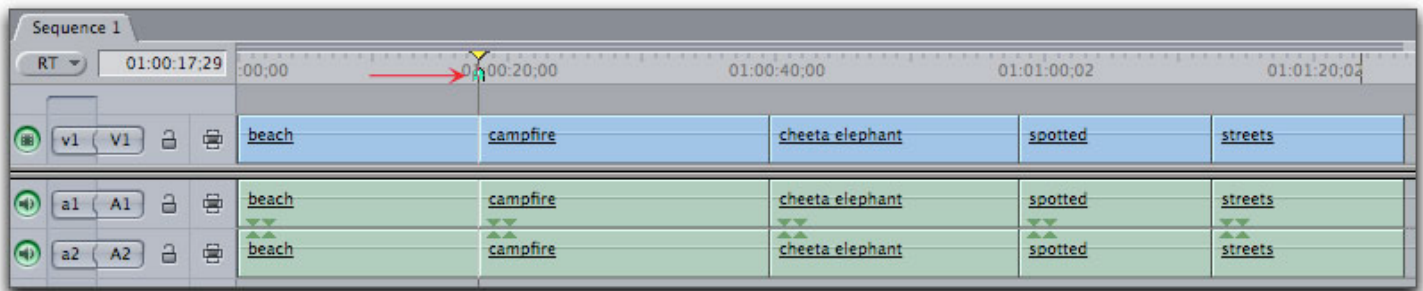 Sequence 1
RT 01:00:17;29 :00;00 01:00:20;00 01:00:40;00 01:01:00;02 01:01:20;02
v1 V1 beach campfire cheeta elephant spotted streets
a1 A1 beach campfire cheeta elephant spotted streets
a2 A2 beach campfire cheeta elephant spotted streets